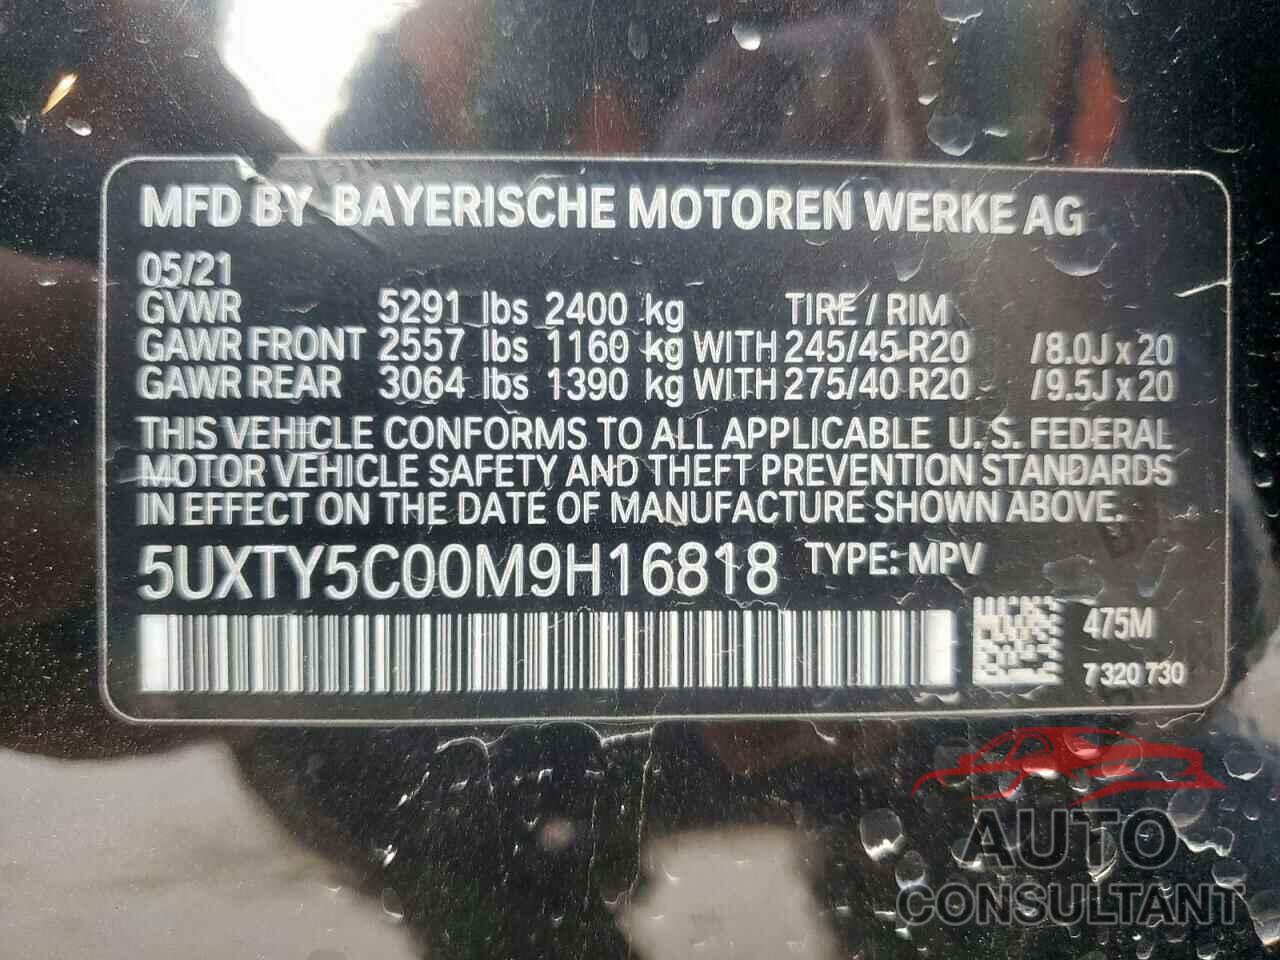 MFD BY BAYERISCHE MOTOREN WERKE AG
05/21
GVWR 5291 lbs 2400 kg TIRE / RIM
GAWR FRONT 2557 lbs 1160 kg WITH 245/45 R20 /8.0J x 20
GAWR REAR 3064 lbs 1390 kg WITH 275/40 R20 /9.5J x 20
THIS VEHICLE CONFORMS TO ALL APPLICABLE U.S. FEDERAL
MOTOR VEHICLE SAFETY AND THEFT PREVENTION STANDARDS
IN EFFECT ON THE DATE OF MANUFACTURE SHOWN ABOVE.
5UXTY5C00M9H16818 TYPE: MPV
475M
7 320 730
AUTO
CONSULTANT